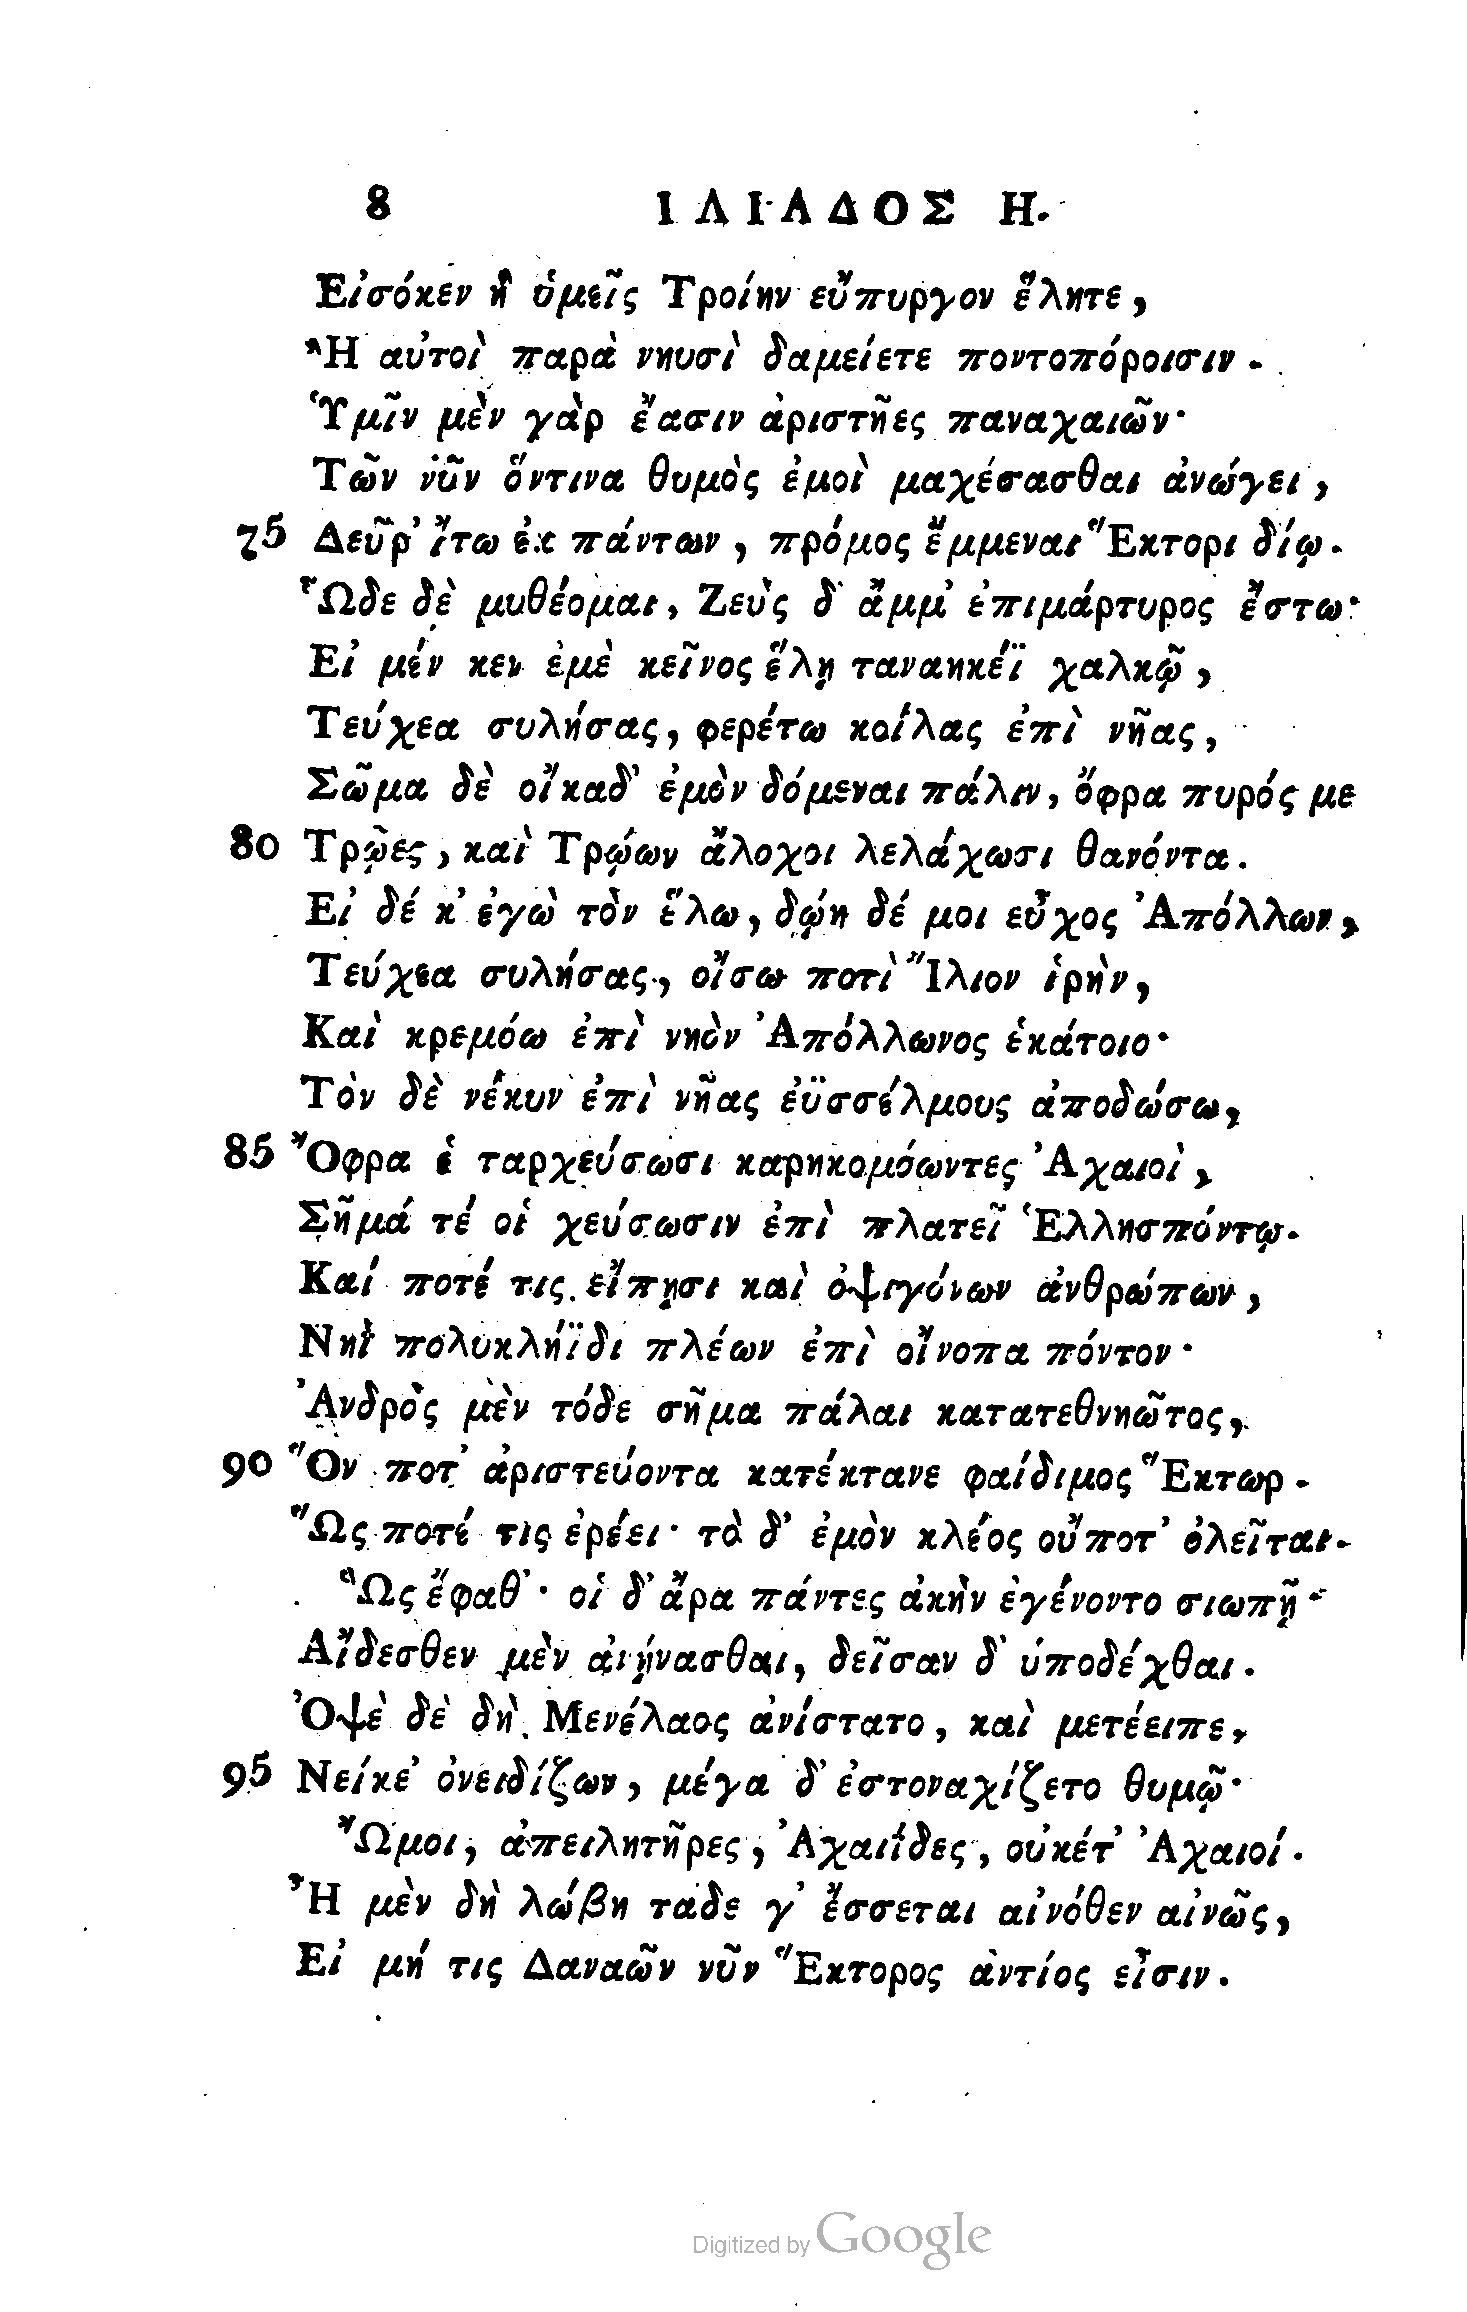 8 ΙΛΙΑΔΟΣ Η.
Εἰσόκεν ἢ ὑμεῖς Τροίην εὔπυργον ἕλητε,
Ἢ αὐτοὶ παρὰ νηυσὶ δαμείετε ποντοπόροισιν.
Ὑμῖν μὲν γὰρ ἔασιν ἀριστῆες παναχαιῶν·
Τῶν νῦν ὅντινα θυμὸς ἐμοὶ μαχέσασθαι ἀνώγει,
75 Δεῦρ' ἴτω ἐκ πάντων, πρόμος ἔμμεναι Ἕκτορι δίῳ.
Ὧδε δὲ μυθέομαι, Ζεὺς δ' ἄμμ' ἐπιμάρτυρος ἔστω·
Εἰ μέν κεν ἐμὲ κεῖνος ἕλῃ ταναηκέϊ χαλκῷ,
Τεύχεα συλήσας, φερέτω κοίλας ἐπὶ νῆας,
Σῶμα δὲ οἴκαδ' ἐμὸν δόμεναι πάλιν, ὄφρα πυρός με
80 Τρῷες, καὶ Τρώων ἄλοχοι λελάχωσι θανόντα.
Εἰ δέ κ' ἐγὼ τὸν ἕλω, δῴη δέ μοι εὖχος Ἀπόλλων,
Τεύχεα συλήσας, οἴσω ποτὶ Ἴλιον ἱρὴν,
Καὶ κρεμόω ἐπὶ νηὸν Ἀπόλλωνος ἑκάτοιο·
Τὸν δὲ νέκυν ἐπὶ νῆας ἐϋσσέλμους ἀποδώσω,
85 Ὄφρα ἑ ταρχεύσωσι καρηκομόωντες Ἀχαιοὶ,
Σῆμά τέ οἱ χεύσωσιν ἐπὶ πλατεῖ Ἑλλησπόντῳ.
Καί ποτέ τις εἴπῃσι καὶ ὀψιγόνων ἀνθρώπων,
Νηῒ πολυκλήϊδι πλέων ἐπὶ οἴνοπα πόντον·
Ἀνδρὸς μὲν τόδε σῆμα πάλαι κατατεθνηῶτος,
90 Ὅν ποτ' ἀριστεύοντα κατέκτανε φαίδιμος Ἕκτωρ.
Ὥς ποτέ τις ἐρέει· τὸ δ' ἐμὸν κλέος οὔποτ' ὀλεῖται.
Ὣς ἔφαθ'· οἱ δ' ἄρα πάντες ἀκὴν ἐγένοντο σιωπῇ·
Αἴδεσθεν μὲν ἀνήνασθαι, δεῖσαν δ' ὑποδέχθαι.
Ὀψὲ δὲ δὴ Μενέλαος ἀνίστατο, καὶ μετέειπε,
95 Νείκε' ὀνειδίζων, μέγα δ' ἐστοναχίζετο θυμῷ·
Ὤμοι, ἀπειλητῆρες, Ἀχαιΐδες, οὐκέτ' Ἀχαιοί.
Ἦ μὲν δὴ λώβη τάδε γ' ἔσσεται αἰνόθεν αἰνῶς,
Εἰ μή τις Δαναῶν νῦν Ἕκτορος ἀντίος εἶσιν.
Digitized by Google